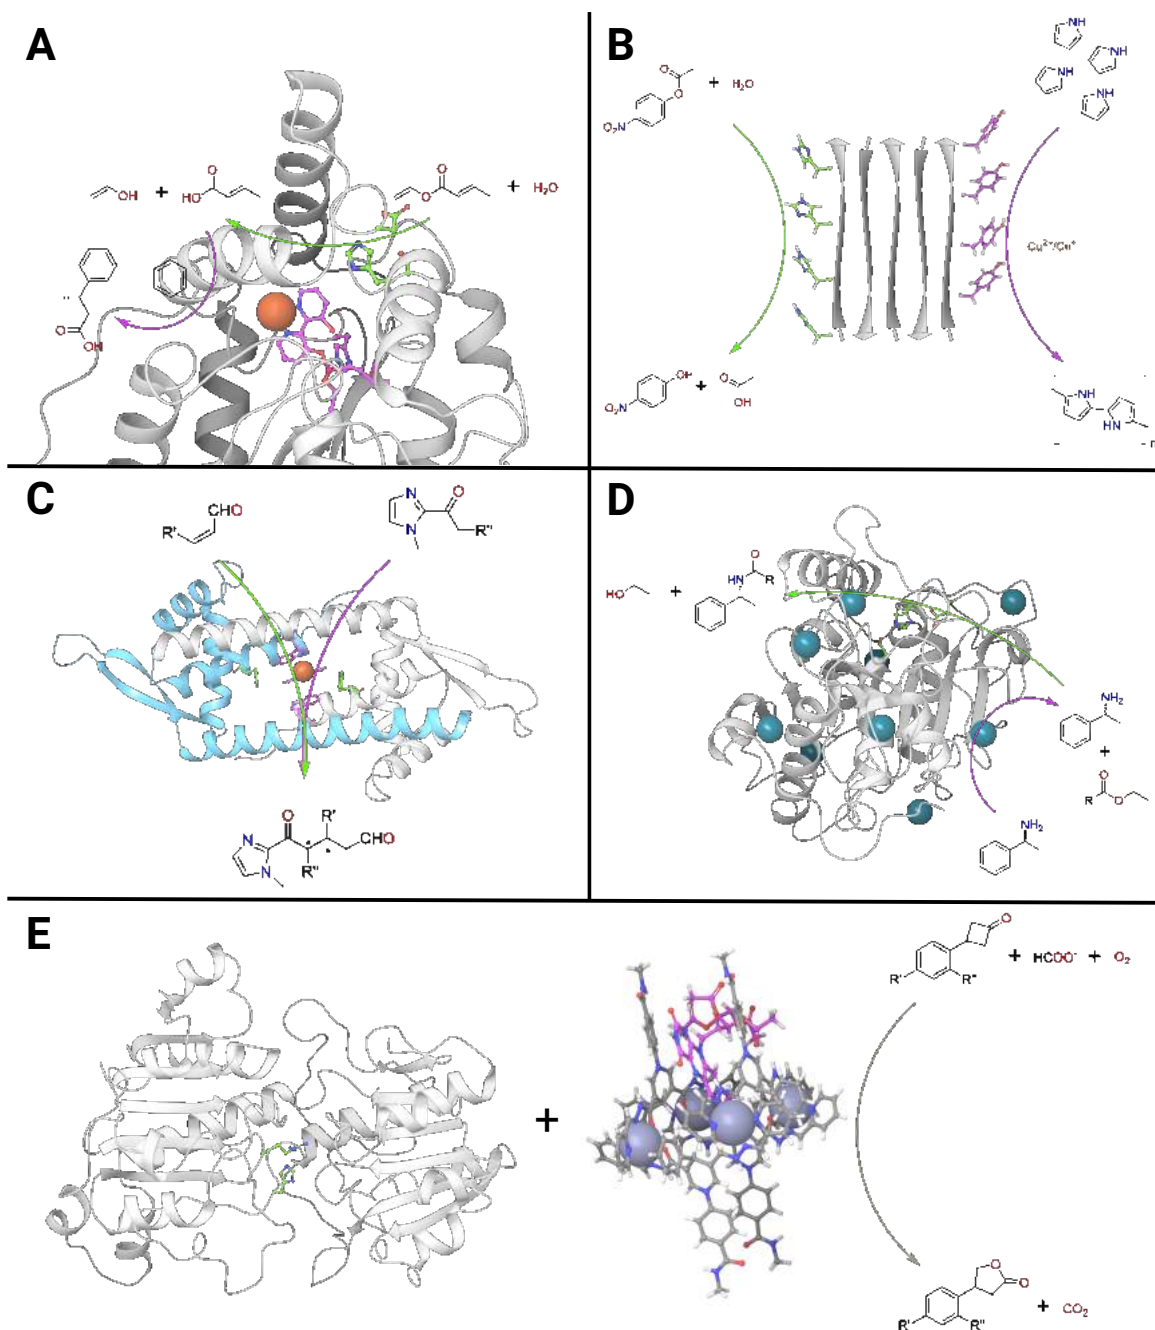 A
OH + HO O O O + H₂O
O OH
B
O O O₂N + H₂O
NH NH NH NH
Cu²⁺/Cu⁺
O₂N OH + O OH
NH HN n
C
R' CHO
N N O R''
N N O R' R'' CHO
* *
D
HO + HN O R
NH₂
+
R O O
NH₂
E
+
O R' R'' + HCOO⁻ + O₂
O O R' R'' + CO₂